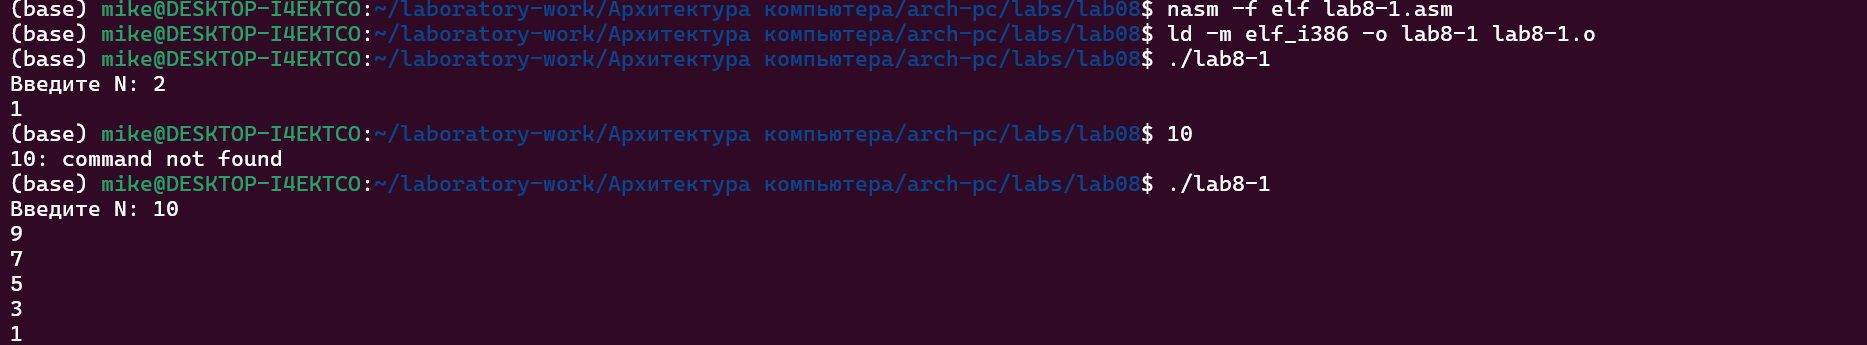 (base) mike@DESKTOP-I4EKTCO:~/laboratory-work/Архитектура компьютера/arch-pc/labs/lab08$ nasm -f elf lab8-1.asm
(base) mike@DESKTOP-I4EKTCO:~/laboratory-work/Архитектура компьютера/arch-pc/labs/lab08$ ld -m elf_i386 -o lab8-1 lab8-1.o
(base) mike@DESKTOP-I4EKTCO:~/laboratory-work/Архитектура компьютера/arch-pc/labs/lab08$ ./lab8-1
Введите N: 2
1
(base) mike@DESKTOP-I4EKTCO:~/laboratory-work/Архитектура компьютера/arch-pc/labs/lab08$ 10
10: command not found
(base) mike@DESKTOP-I4EKTCO:~/laboratory-work/Архитектура компьютера/arch-pc/labs/lab08$ ./lab8-1
Введите N: 10
9
7
5
3
1